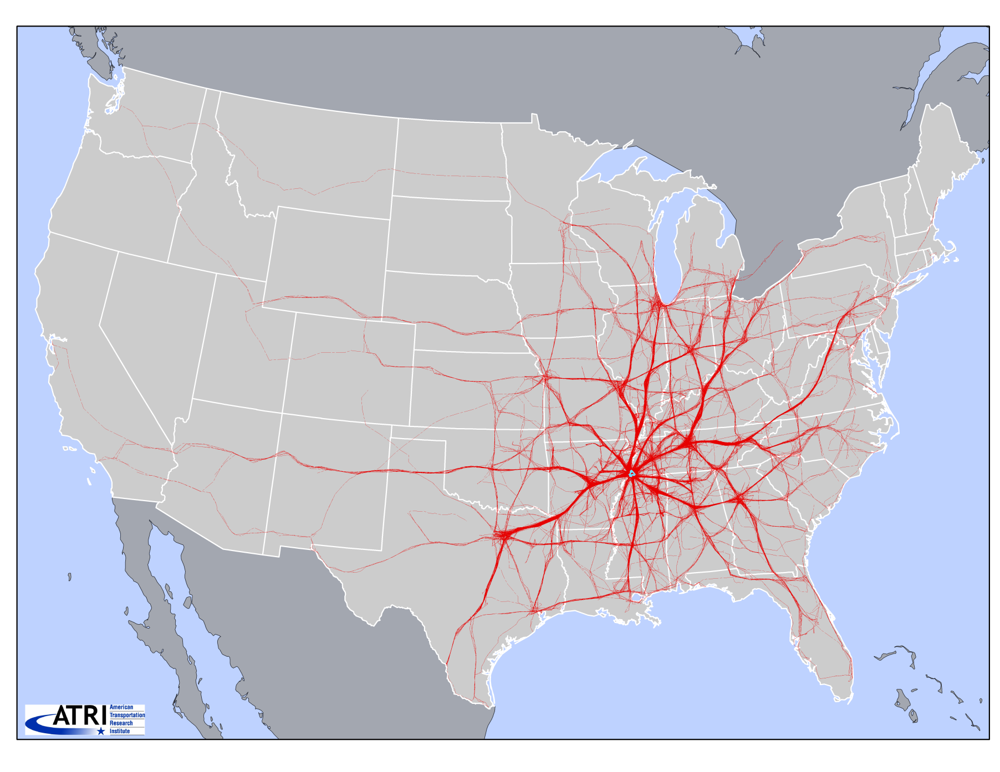 ATRI
American
Transportation
Research
Institute